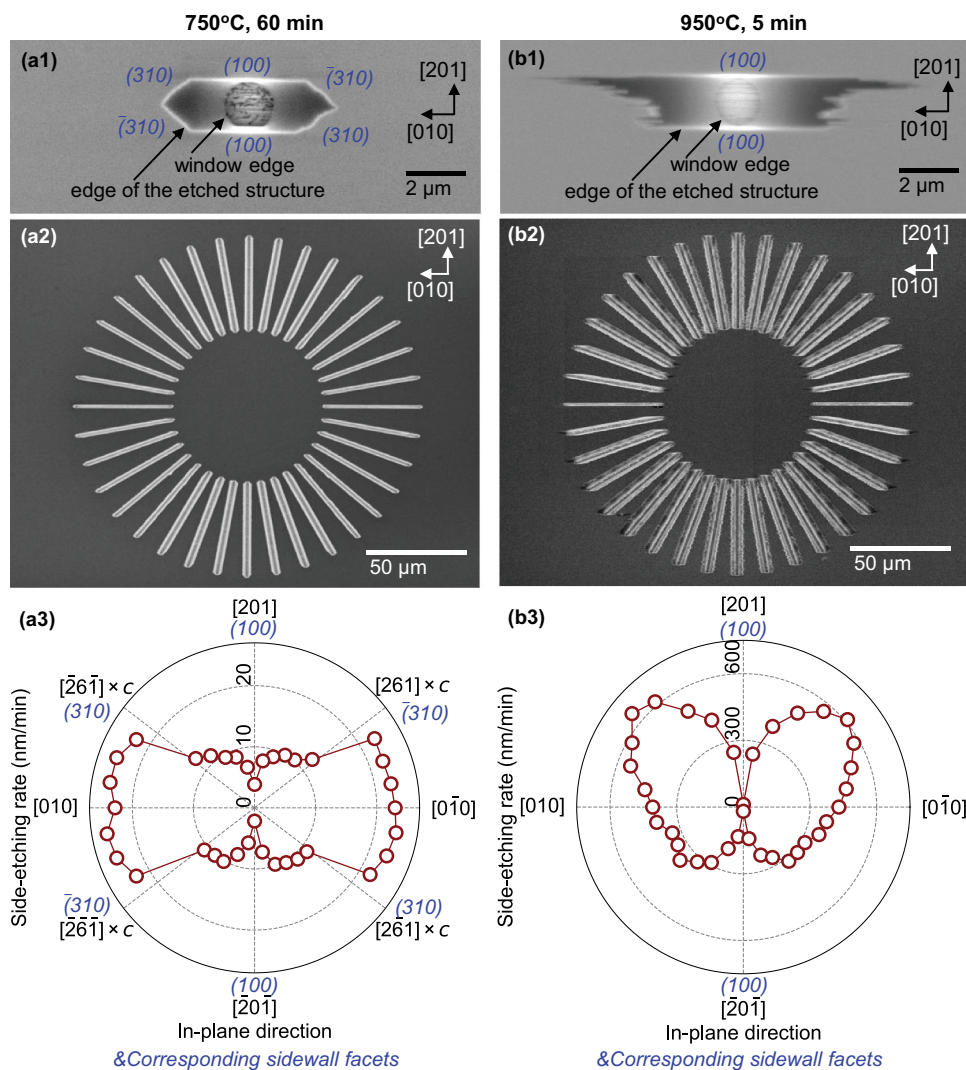 750°C, 60 min
950°C, 5 min
(a1)
(310)
(100)
(3̅10)
[201]
(3̅10)
(100)
(310)
[010]
window edge
edge of the etched structure
2 µm
(b1)
(100)
[201]
[010]
(100)
window edge
edge of the etched structure
2 µm
(a2)
[201]
[010]
50 µm
(b2)
[201]
[010]
50 µm
(a3)
[201]
(100)
[2̅61̅] × c
(310)
[261] × c
(3̅10)
20
10
0
[010]
[01̅0]
Side-etching rate (nm/min)
(3̅10)
[2̅6̅1̅] × c
(310)
[26̅1] × c
(100)
[2̅01̅]
In-plane direction
&Corresponding sidewall facets
(b3)
[201]
(100)
600
300
0
[010]
[01̅0]
Side-etching rate (nm/min)
(100)
[2̅01̅]
In-plane direction
&Corresponding sidewall facets